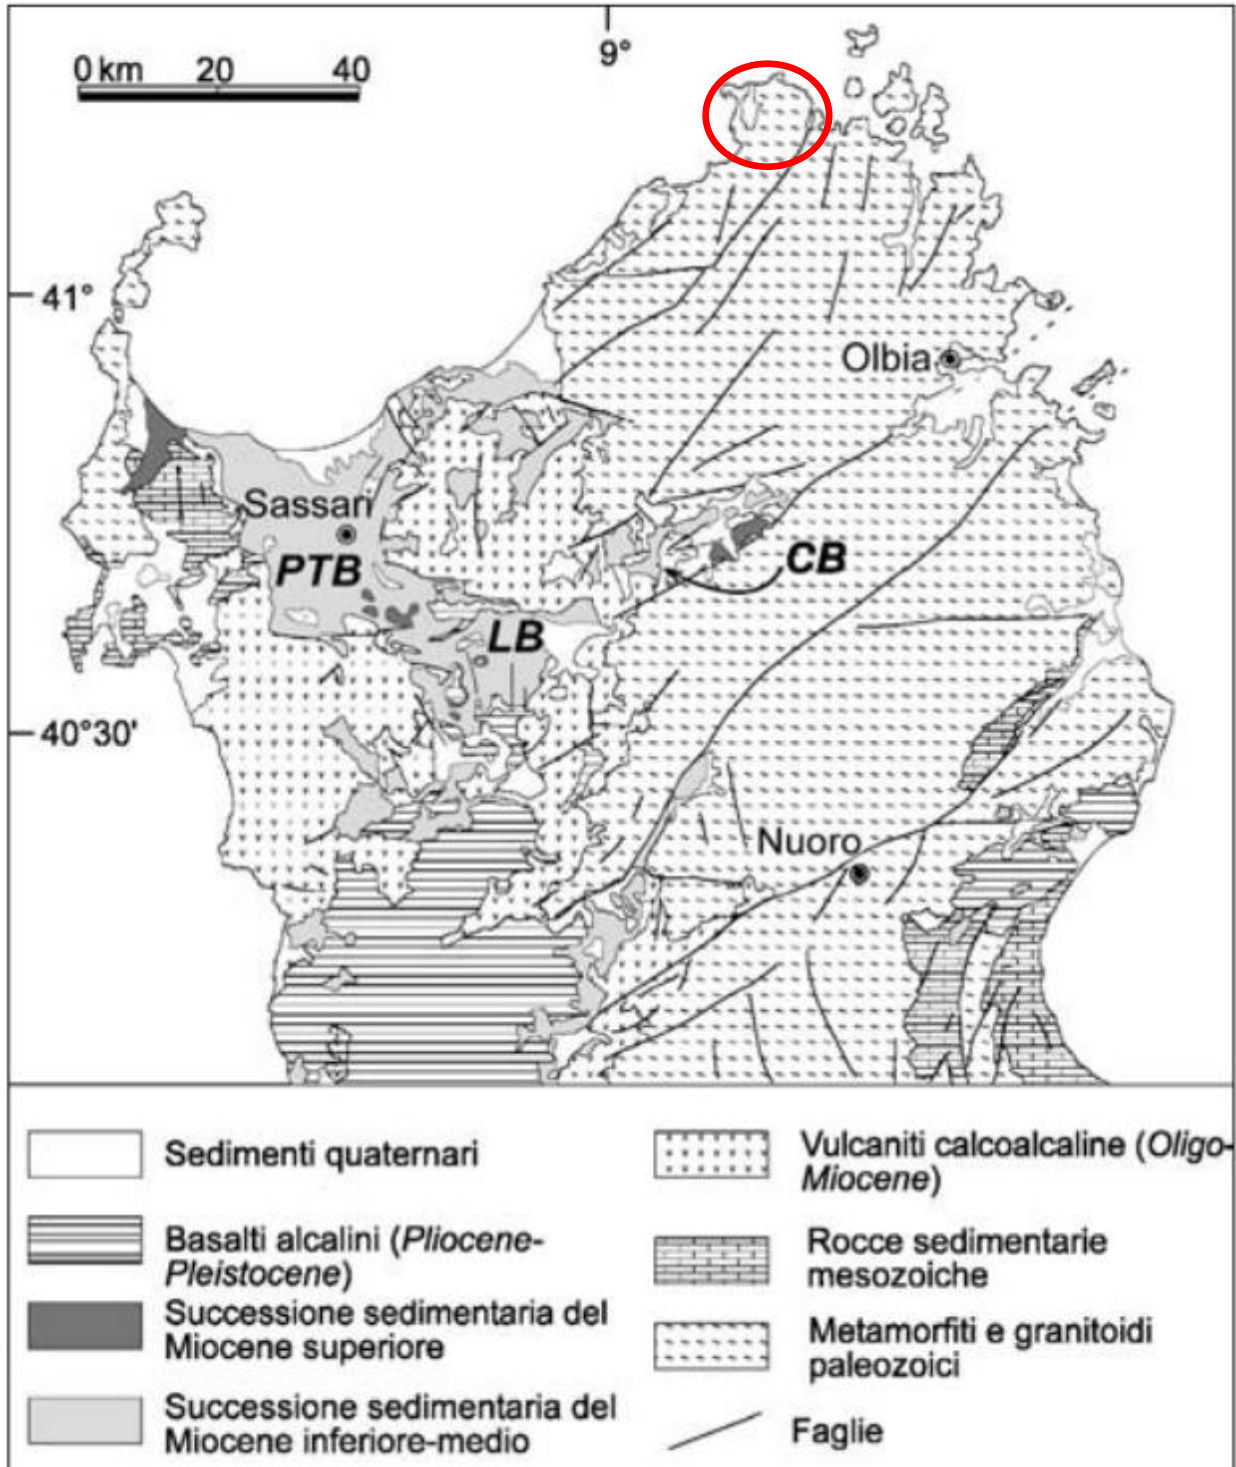 0 km 20 40
9°
41°
Olbia
Sassari
PTB
CB
LB
40°30'
Nuoro
Sedimenti quaternari
Basalti alcalini (Pliocene-
Pleistocene)
Successione sedimentaria del
Miocene superiore
Successione sedimentaria del
Miocene inferiore-medio
Vulcaniti calcoalcaline (Oligo-
Miocene)
Rocce sedimentarie
mesozoiche
Metamorfiti e granitoidi
paleozoici
Faglie